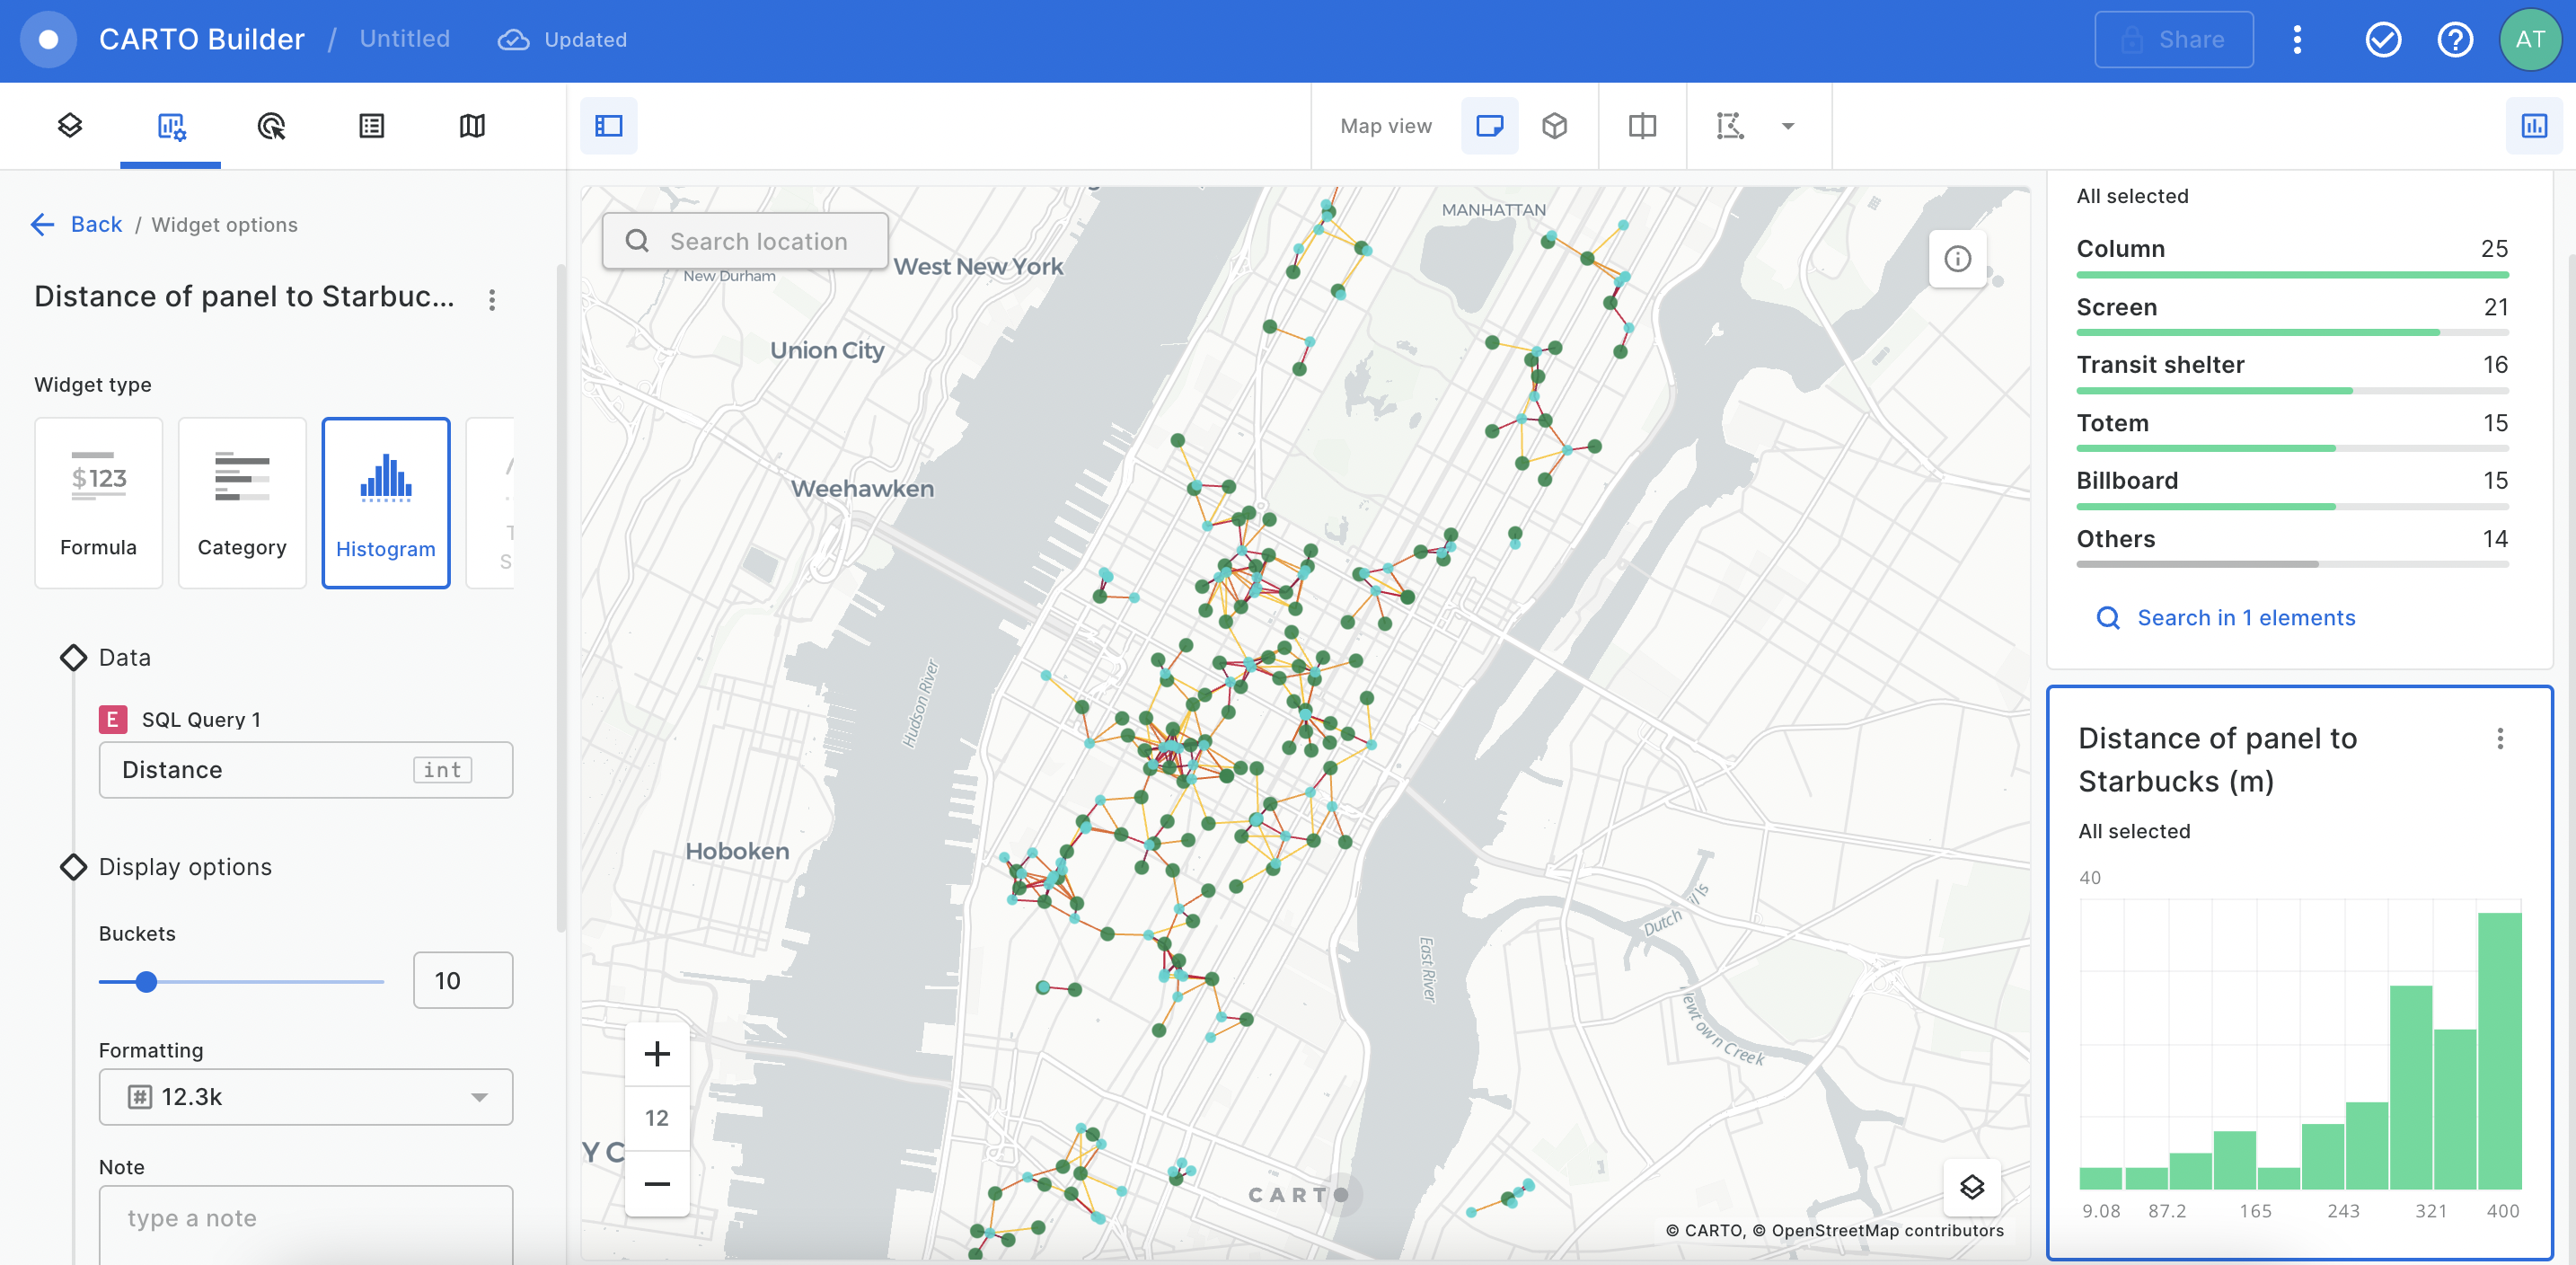 CARTO Builder / Untitled Updated Share AT
Map view
Back / Widget options
Distance of panel to Starbuc...
Widget type
$123
Formula
Category
Histogram
T
S
Data
E SQL Query 1
Distance int
Display options
Buckets
10
Formatting
12.3k
Note
type a note
Search location
MANHATTAN
New Durham
West New York
Union City
Weehawken
Hudson River
Hoboken
East River
Dutch Kills
Newtown Creek
Y C
12
CARTO
© CARTO, © OpenStreetMap contributors
All selected
Column 25
Screen 21
Transit shelter 16
Totem 15
Billboard 15
Others 14
Search in 1 elements
Distance of panel to
Starbucks (m)
All selected
40
9.08 87.2 165 243 321 400